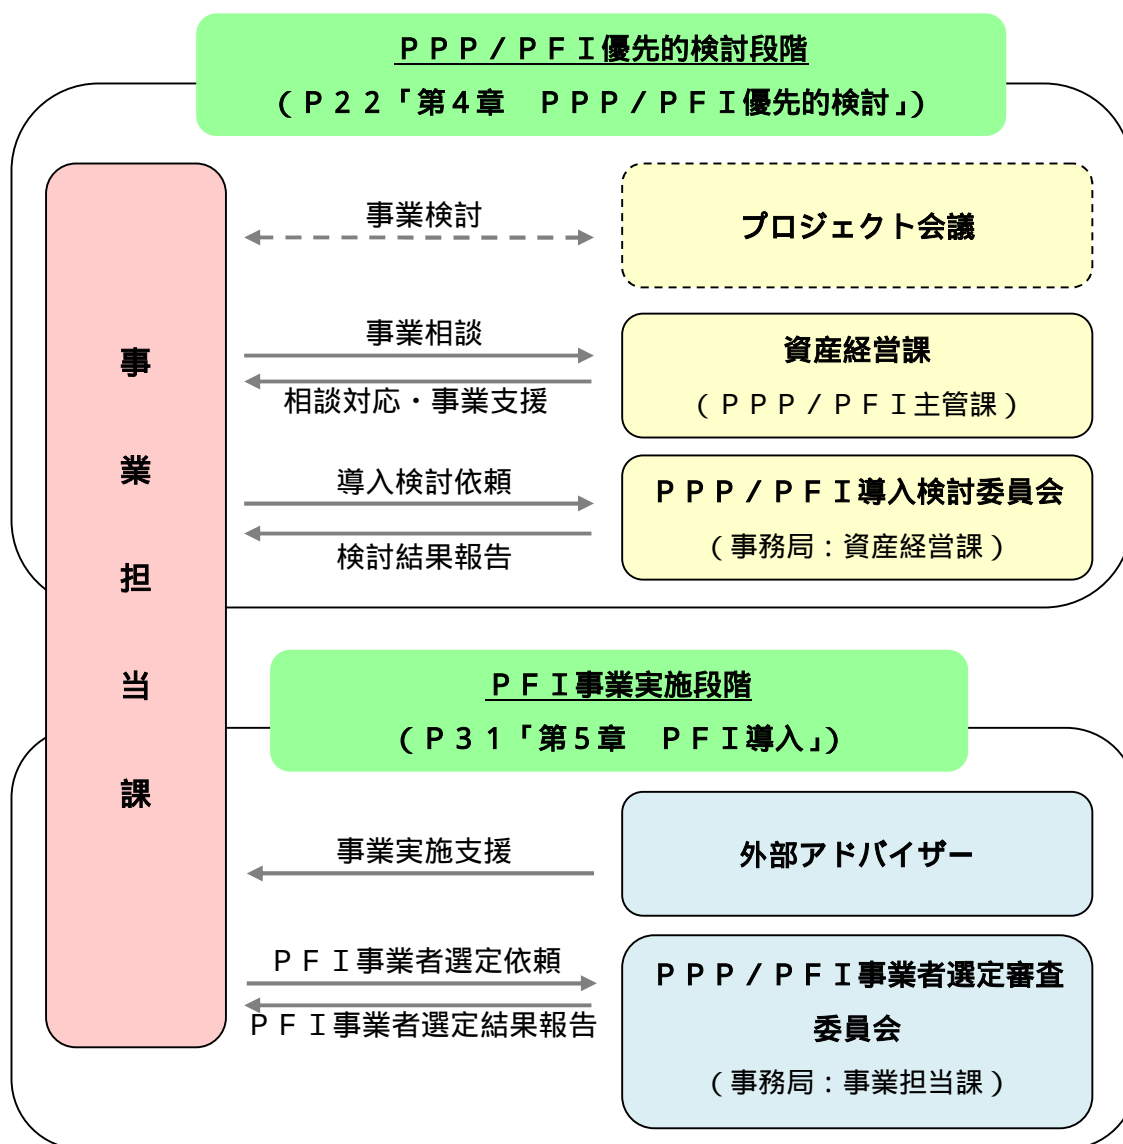 ＰＰＰ／ＰＦＩ優先的検討段階
（Ｐ２２「第４章　ＰＰＰ／ＰＦＩ優先的検討」）
事業担当課
事業検討
プロジェクト会議
事業相談
相談対応・事業支援
資産経営課
（ＰＰＰ／ＰＦＩ主管課）
導入検討依頼
検討結果報告
ＰＰＰ／ＰＦＩ導入検討委員会
（事務局：資産経営課）
ＰＦＩ事業実施段階
（Ｐ３１「第５章　ＰＦＩ導入」）
事業実施支援
外部アドバイザー
ＰＦＩ事業者選定依頼
ＰＦＩ事業者選定結果報告
ＰＰＰ／ＰＦＩ事業者選定審査
委員会
（事務局：事業担当課）